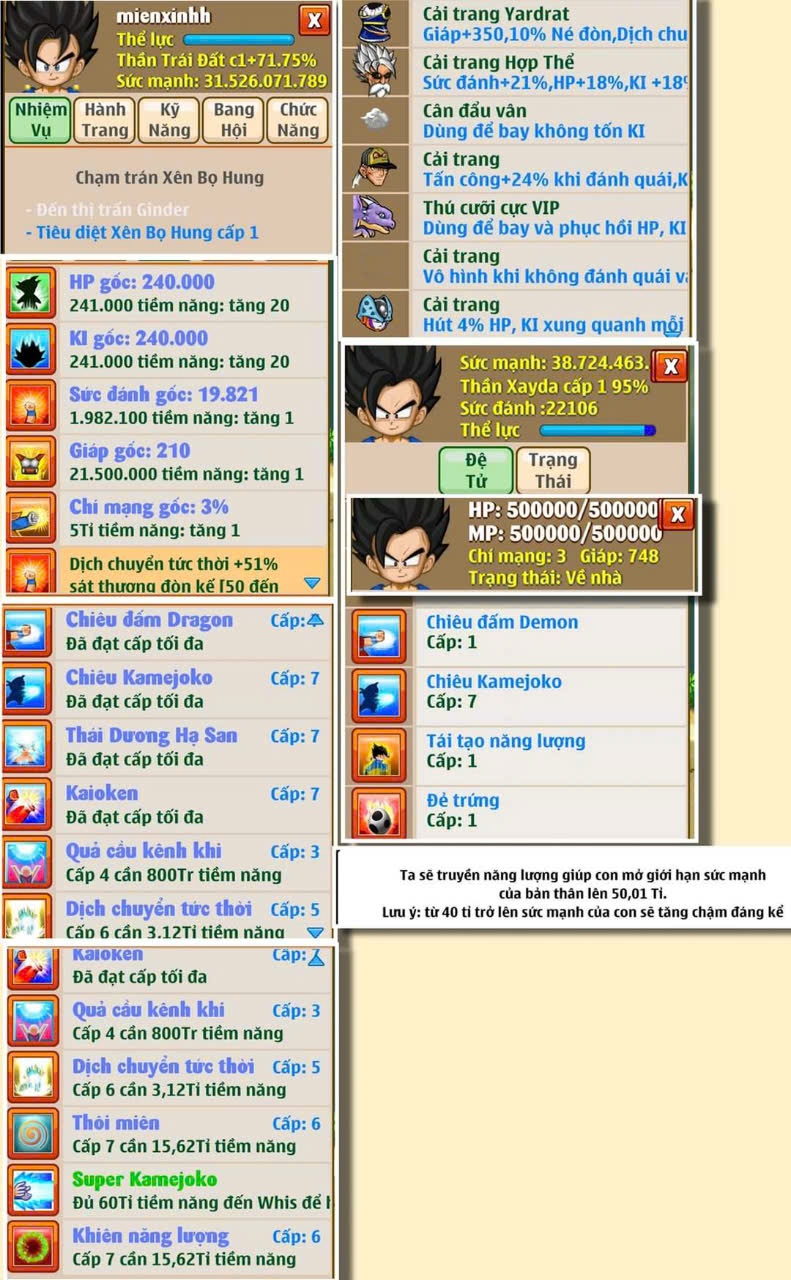 mienxinhh
X
Thể lực
Thần Trái Đất c1+71.75%
Sức mạnh: 31.526.071.789
Nhiệm Vụ
Hành Trang
Kỹ Năng
Bang Hội
Chức Năng
Chạm trán Xên Bọ Hung
- Đến thị trấn Ginder
- Tiêu diệt Xên Bọ Hung cấp 1
HP gốc: 240.000
241.000 tiềm năng: tăng 20
KI gốc: 240.000
241.000 tiềm năng: tăng 20
Sức đánh gốc: 19.821
1.982.100 tiềm năng: tăng 1
Giáp gốc: 210
21.500.000 tiềm năng: tăng 1
Chí mạng gốc: 3%
5Tỉ tiềm năng: tăng 1
Dịch chuyển tức thời +51%
sát thương đòn kế [50 đến
Chiêu đấm Dragon Cấp:
Đã đạt cấp tối đa
Chiêu Kamejoko Cấp: 7
Đã đạt cấp tối đa
Thái Dương Hạ San Cấp: 7
Đã đạt cấp tối đa
Kaioken Cấp: 7
Đã đạt cấp tối đa
Quả cầu kênh khi Cấp: 3
Cấp 4 cần 800Tr tiềm năng
Dịch chuyển tức thời Cấp: 5
Cấp 6 cần 3,12Tỉ tiềm năng
Kaioken Cấp: 7
Đã đạt cấp tối đa
Quả cầu kênh khi Cấp: 3
Cấp 4 cần 800Tr tiềm năng
Dịch chuyển tức thời Cấp: 5
Cấp 6 cần 3,12Tỉ tiềm năng
Thôi miên Cấp: 6
Cấp 7 cần 15,62Tỉ tiềm năng
Super Kamejoko
Đủ 60Tỉ tiềm năng đến Whis để h
Khiên năng lượng Cấp: 6
Cấp 7 cần 15,62Tỉ tiềm năng
Cải trang Yardrat
Giáp+350,10% Né đòn,Dịch chu
Cải trang Hợp Thể
Sức đánh+21%,HP+18%,KI +18%
Cân đẩu vân
Dùng để bay không tốn KI
Cải trang
Tấn công+24% khi đánh quái,K
Thú cưỡi cực VIP
Dùng để bay và phục hồi HP, KI
Cải trang
Vô hình khi không đánh quái và
Cải trang
Hút 4% HP, KI xung quanh mỗi
Sức mạnh: 38.724.463.
X
Thần Xayda cấp 1 95%
Sức đánh :22106
Thể lực
Đệ Tử
Trạng Thái
HP: 500000/500000
X
MP: 500000/500000
Chí mạng: 3 Giáp: 748
Trạng thái: Về nhà
Chiêu đấm Demon
Cấp: 1
Chiêu Kamejoko
Cấp: 7
Tái tạo năng lượng
Cấp: 1
Đẻ trứng
Cấp: 1
Ta sẽ truyền năng lượng giúp con mở giới hạn sức mạnh
của bản thân lên 50,01 Tỉ.
Lưu ý: từ 40 tỉ trở lên sức mạnh của con sẽ tăng chậm đáng kể